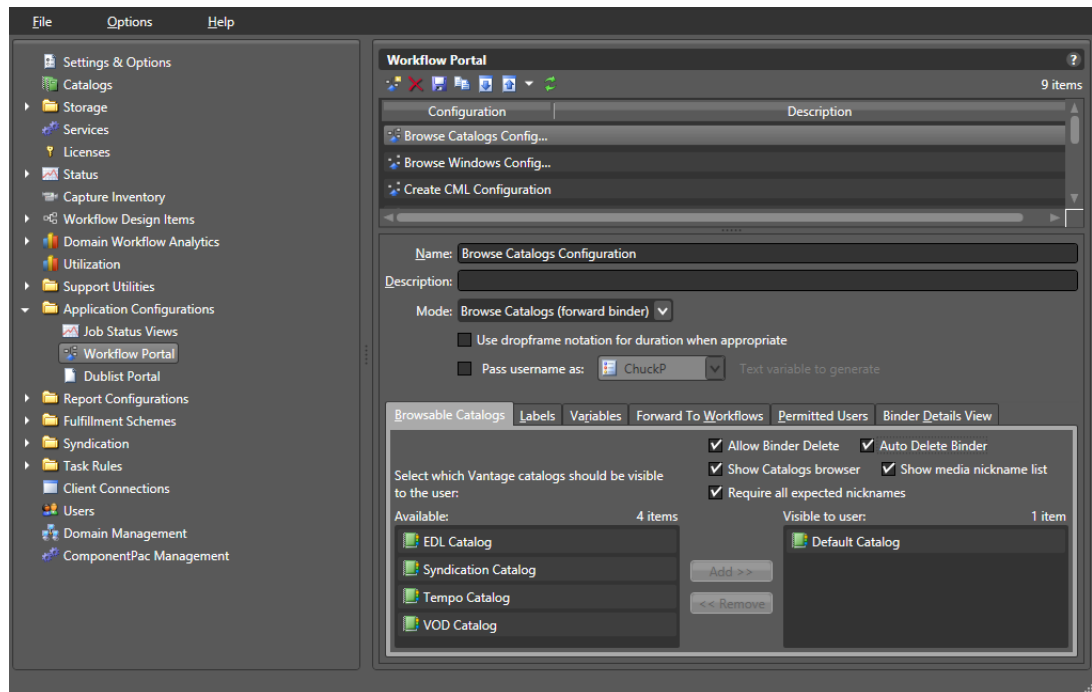 File Options Help
Settings & Options
Catalogs
Storage
Services
Licenses
Status
Capture Inventory
Workflow Design Items
Domain Workflow Analytics
Utilization
Support Utilities
Application Configurations
Job Status Views
Workflow Portal
Dublist Portal
Report Configurations
Fulfillment Schemes
Syndication
Task Rules
Client Connections
Users
Domain Management
ComponentPac Management
Workflow Portal ?
9 items
Configuration Description
Browse Catalogs Config...
Browse Windows Config...
Create CML Configuration
Name: Browse Catalogs Configuration
Description:
Mode: Browse Catalogs (forward binder)
Use dropframe notation for duration when appropriate
Pass username as: ChuckP Text variable to generate
Browsable Catalogs Labels Variables Forward To Workflows Permitted Users Binder Details View
Allow Binder Delete Auto Delete Binder
Show Catalogs browser Show media nickname list
Require all expected nicknames
Select which Vantage catalogs should be visible
to the user:
Available: 4 items
EDL Catalog
Syndication Catalog
Tempo Catalog
VOD Catalog
Add >>
<< Remove
Visible to user: 1 item
Default Catalog